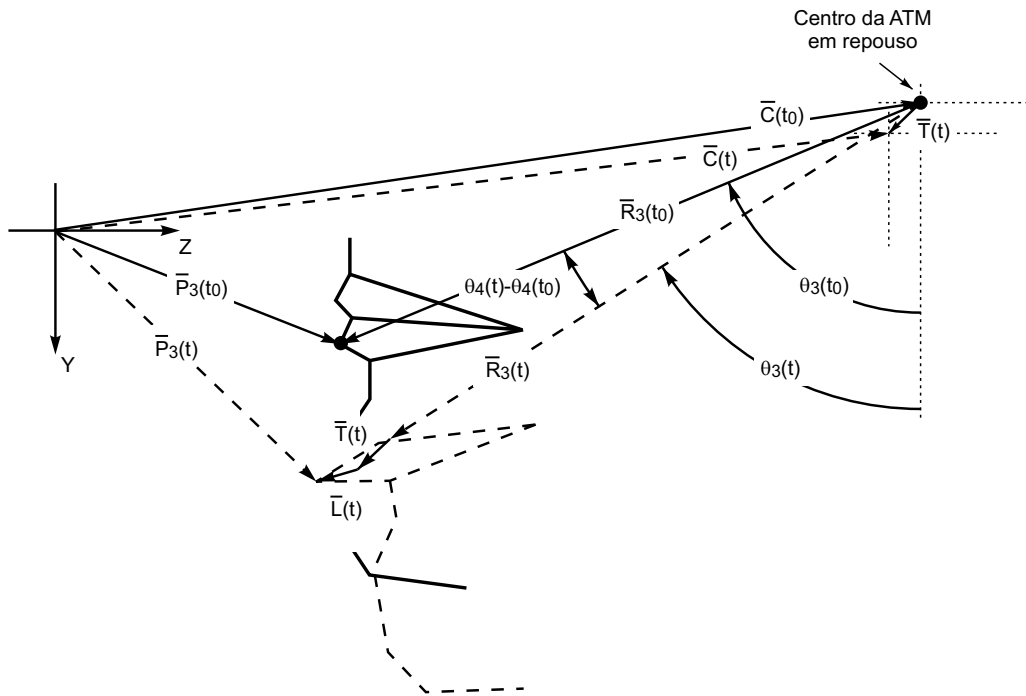 Centro da ATM
em repouso
C̅(t0)
T̅(t)
C̅(t)
R̅3(t0)
Z
P̅3(t0)
θ4(t)-θ4(t0)
θ3(t0)
Y
P̅3(t)
R̅3(t)
θ3(t)
T̅(t)
L̅(t)